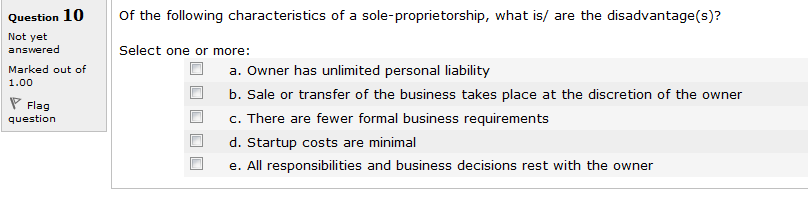 Question 10
Not yet
answered
Marked out of
1.00
Flag
question
Of the following characteristics of a sole-proprietorship, what is/ are the disadvantage(s)?
Select one or more:
a. Owner has unlimited personal liability
b. Sale or transfer of the business takes place at the discretion of the owner
c. There are fewer formal business requirements
d. Startup costs are minimal
e. All responsibilities and business decisions rest with the owner